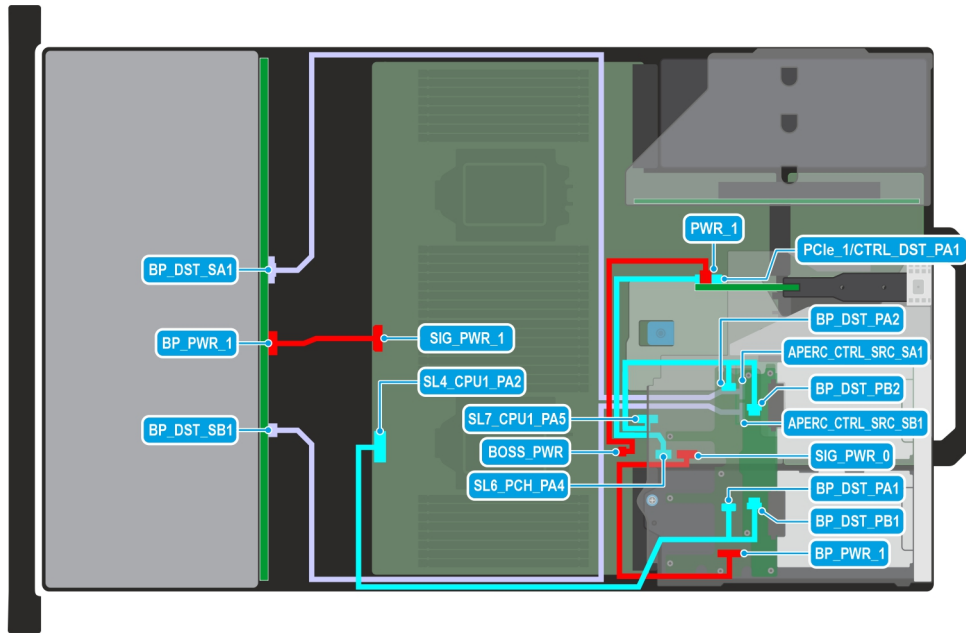 PWR_1
PCIe_1/CTRL_DST_PA1
BP_DST_SA1
BP_DST_PA2
BP_PWR_1
SIG_PWR_1
APERC_CTRL_SRC_SA1
SL4_CPU1_PA2
BP_DST_PB2
SL7_CPU1_PA5
APERC_CTRL_SRC_SB1
BP_DST_SB1
BOSS_PWR
SIG_PWR_0
SL6_PCH_PA4
BP_DST_PA1
BP_DST_PB1
BP_PWR_1